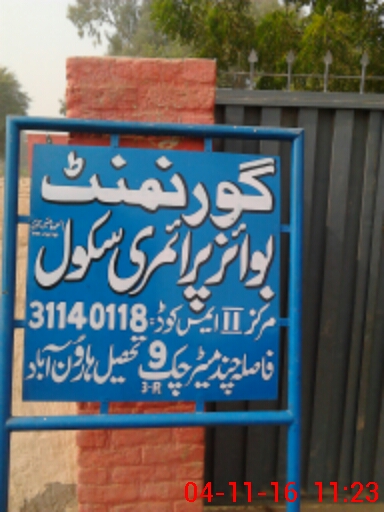 گورنمنٹ
بوائز پرائمری سکول
مرکز II ایمس کوڈ: 31140118
فاصلہ چند میٹر چک 9 تحصیل ہارون آباد
3-R
04-11-16 11:23